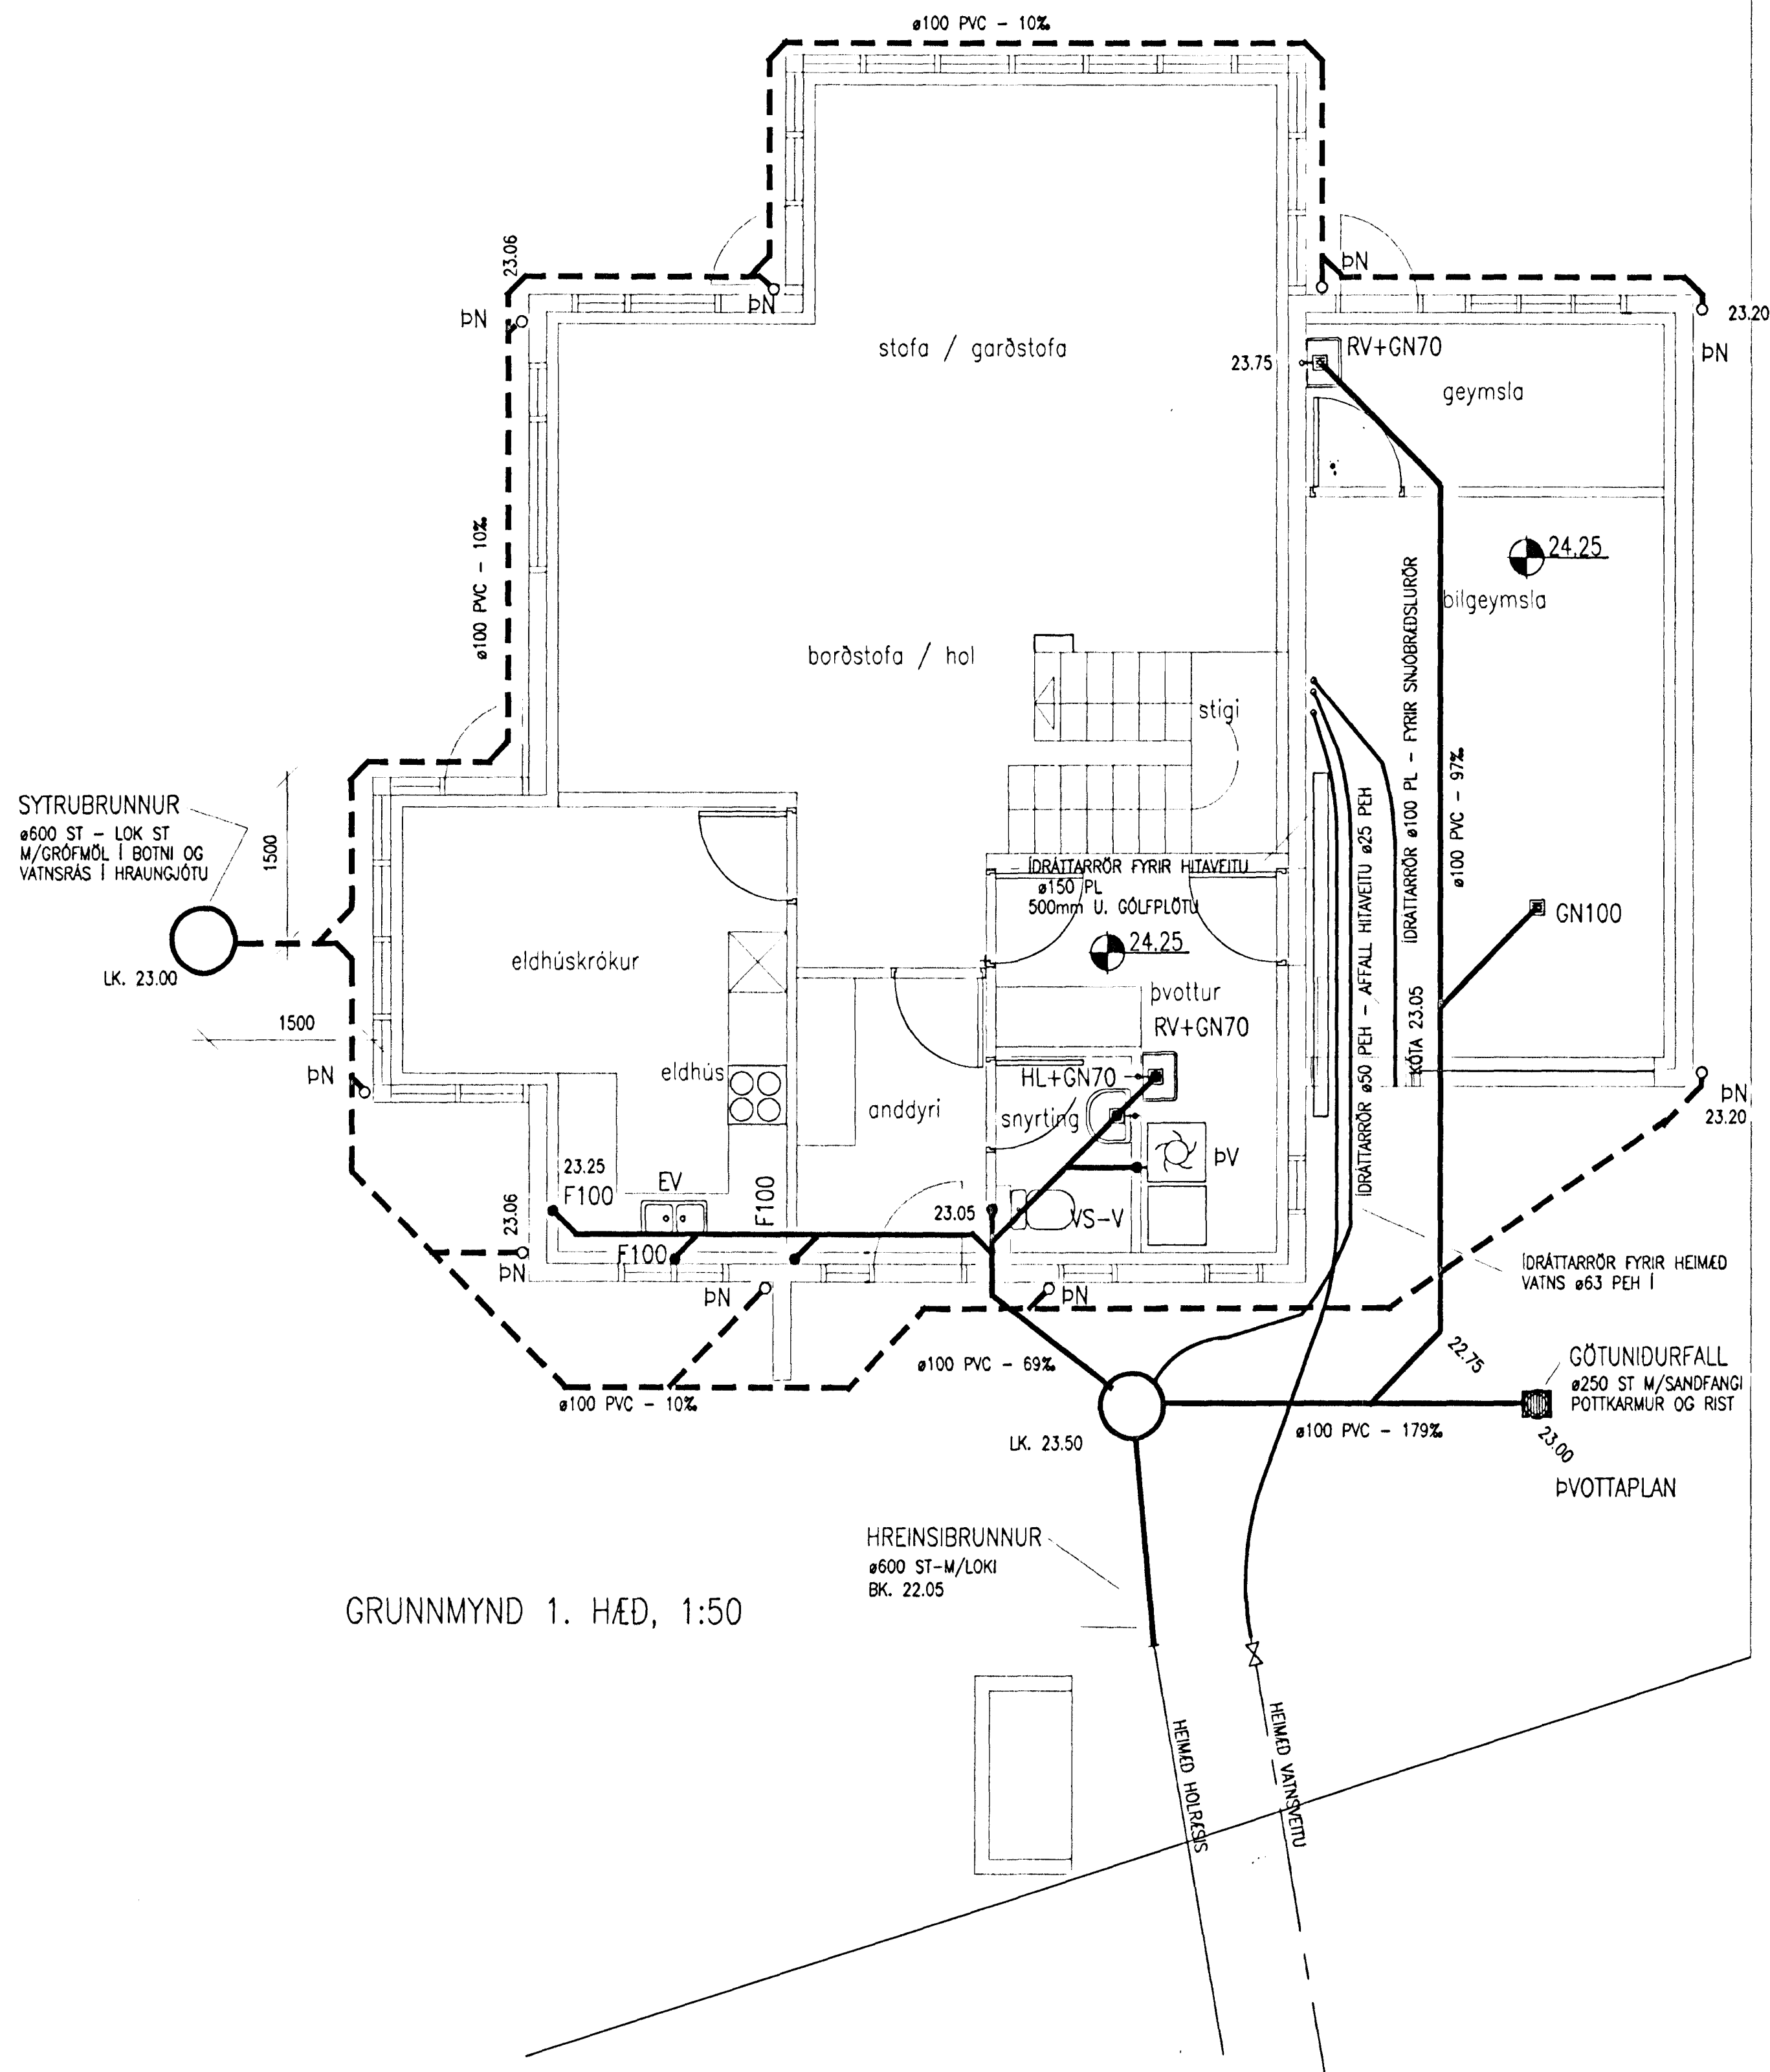 ø100 PVC - 10‰
23.06
ÞN
ÞN
ÞN
23.20
ÞN
stofa / garðstofa
23.75
RV+GN70
geymsla
ø100 PVC - 10‰
24.25
bilgeymsla
borðstofa / hol
stigi
ÍDRÁTTARRÖR ø100 PL - FYRIR SNJÓBRÆÐSLURÖR
ø100 PVC - 97‰
SYTRUBRUNNUR
ø600 ST - LOK ST
M/GRÓFMÖL Í BOTNI OG
VATNSRÁS Í HRAUNGJÓTU
1500
LK. 23.00
1500
ÍDRÁTTARRÖR FYRIR HITAVEITU
ø150 PL
500mm U. GÓLFPLÖTU
24.25
ÍDRÁTTARRÖR ø50 PEH - AFFALL HITAVEITU ø25 PEH
GN100
KÓTA 23.05
eldhúskrókur
þvottur
RV+GN70
ÞN
eldhús
HL+GN70
anddyri
snyrting
ÞN
23.20
23.25
F100
EV
F100
ÞV
23.06
23.05
VS-V
F100
ÞN
ÞN
ÞN
ÍDRÁTTARRÖR FYRIR HEIMÆÐ
VATNS ø63 PEH Í
ø100 PVC - 69‰
22.75
GÖTUNIÐURFALL
ø250 ST M/SANDFANGI
POTTKARMUR OG RIST
ø100 PVC - 10‰
LK. 23.50
ø100 PVC - 179‰
23.00
ÞVOTTAPLAN
HREINSIBRUNNUR
ø600 ST-M/LOKI
BK. 22.05
GRUNNMYND 1. HÆÐ, 1:50
HEIMÆÐ HOLRÆSIS
HEIMÆÐ VATNSVEITU